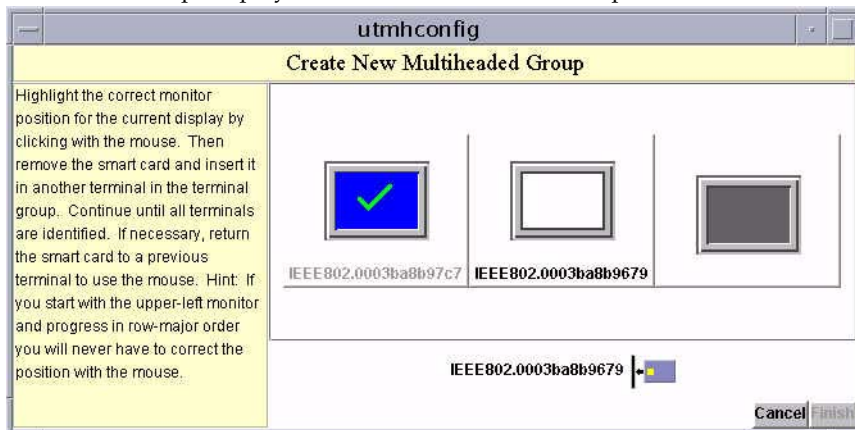 utmhconfig
Create New Multiheaded Group
Highlight the correct monitor
position for the current display by
clicking with the mouse. Then
remove the smart card and insert it
in another terminal in the terminal
group. Continue until all terminals
are identified. If necessary, return
the smart card to a previous
terminal to use the mouse. Hint: If
you start with the upper-left monitor
and progress in row-major order
you will never have to correct the
position with the mouse.
IEEE802.0003ba8b97c7
IEEE802.0003ba8b9679
IEEE802.0003ba8b9679
Cancel
Finish